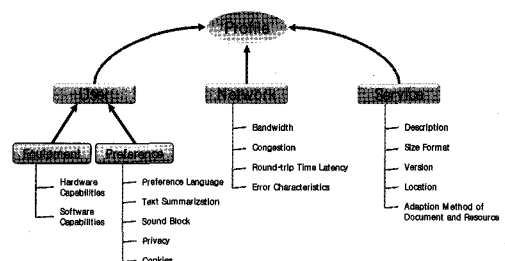 Profile
User
Network
Service
Equipment
Preference
Hardware
Capabilities
Software
Capabilities
Preference Language
Text Summarization
Sound Block
Privacy
Cookies
Bandwidth
Congestion
Round-trip Time Latency
Error Characteristics
Description
Size Format
Version
Location
Adaption Method of
Document and Resource